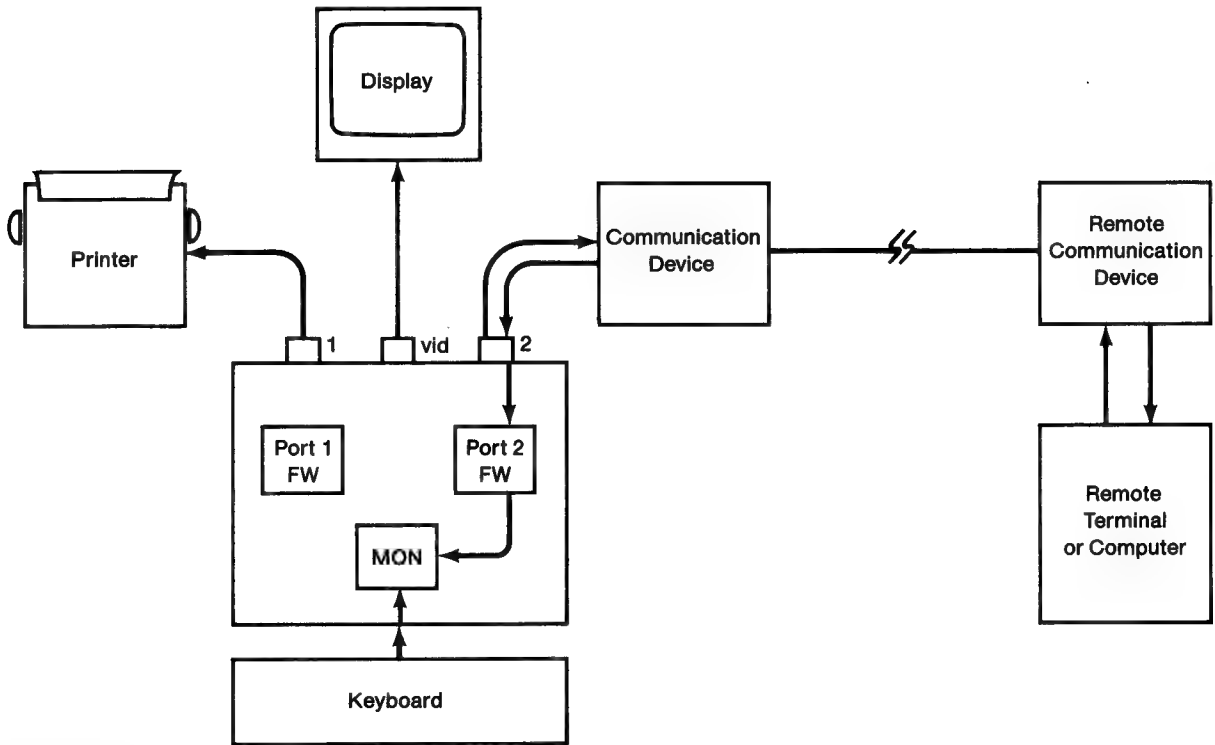 Display
Printer
Communication
Device
Remote
Communication
Device
1
vid
2
Port 1
FW
Port 2
FW
MON
Remote
Terminal
or Computer
Keyboard